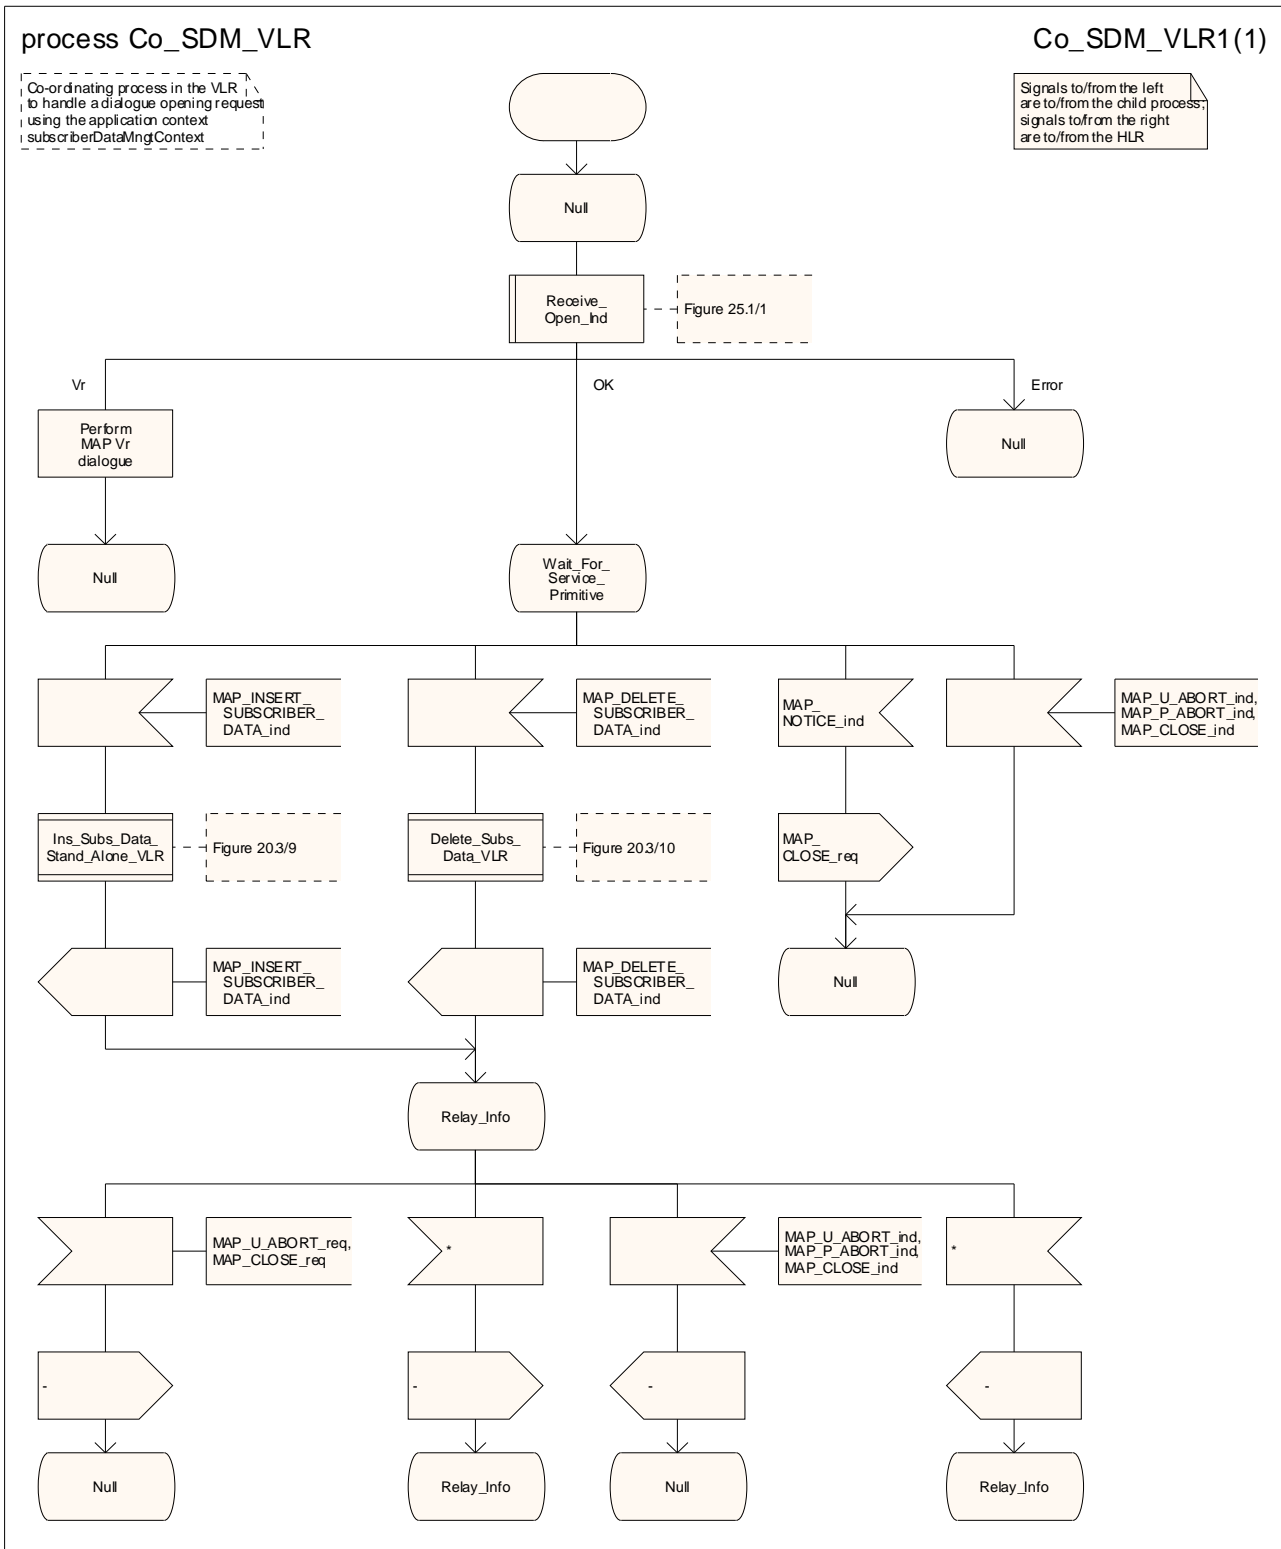 process Co_SDM_VLR
Co_SDM_VLR1(1)
Co-ordinating process in the VLR
to handle a dialogue opening request
using the application context
subscriberDataMngtContext
Signals to/from the left
are to/from the child process;
signals to/from the right
are to/from the HLR
Null
Receive_
Open_Ind
Figure 25.1/1
Vr
OK
Error
Perform
MAP Vr
dialogue
Null
Null
Wait_For_
Service_
Primitive
MAP_INSERT_
SUBSCRIBER_
DATA_ind
MAP_DELETE_
SUBSCRIBER_
DATA_ind
MAP_
NOTICE_ind
MAP_U_ABORT_ind,
MAP_P_ABORT_ind,
MAP_CLOSE_ind
Ins_Subs_Data_
Stand_Alone_VLR
Figure 20.3/9
Delete_Subs_
Data_VLR
Figure 20.3/10
MAP_
CLOSE_req
MAP_INSERT_
SUBSCRIBER_
DATA_ind
MAP_DELETE_
SUBSCRIBER_
DATA_ind
Null
Relay_Info
MAP_U_ABORT_req,
MAP_CLOSE_req
*
MAP_U_ABORT_ind,
MAP_P_ABORT_ind,
MAP_CLOSE_ind
*
-
-
-
-
Null
Relay_Info
Null
Relay_Info